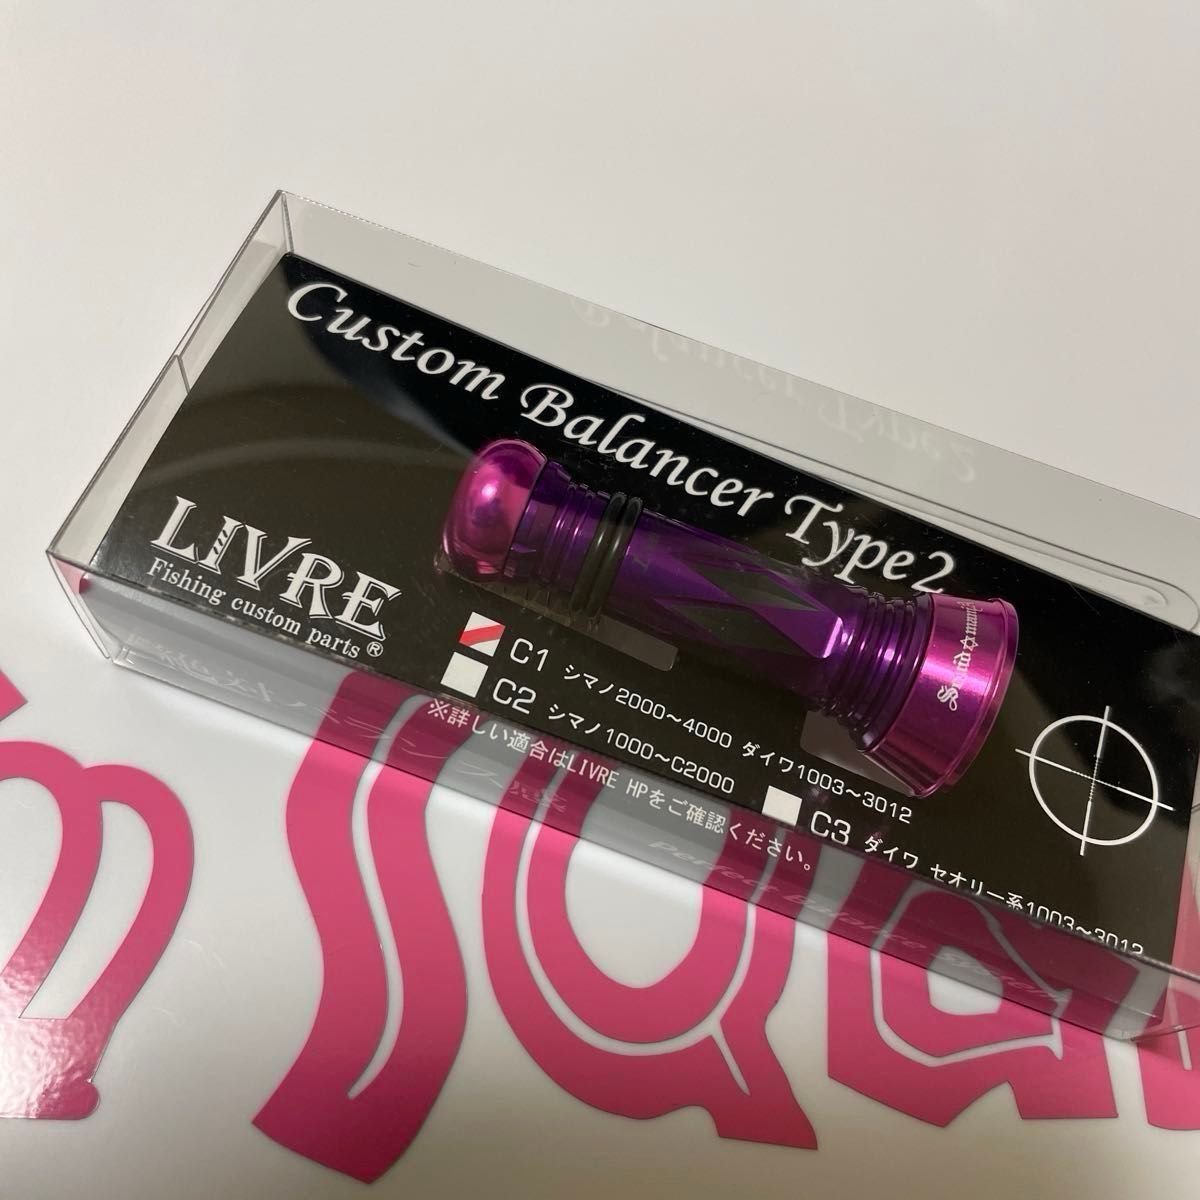 Custom Balancer Type2
LIVRE
Fishing custom parts®
C1 シマノ2000～4000 ダイワ1003～3012
C2 シマノ1000～C2000
C3 ダイワ セオリー系1003～3012
※詳しい適合はLIVRE HPをご確認ください。